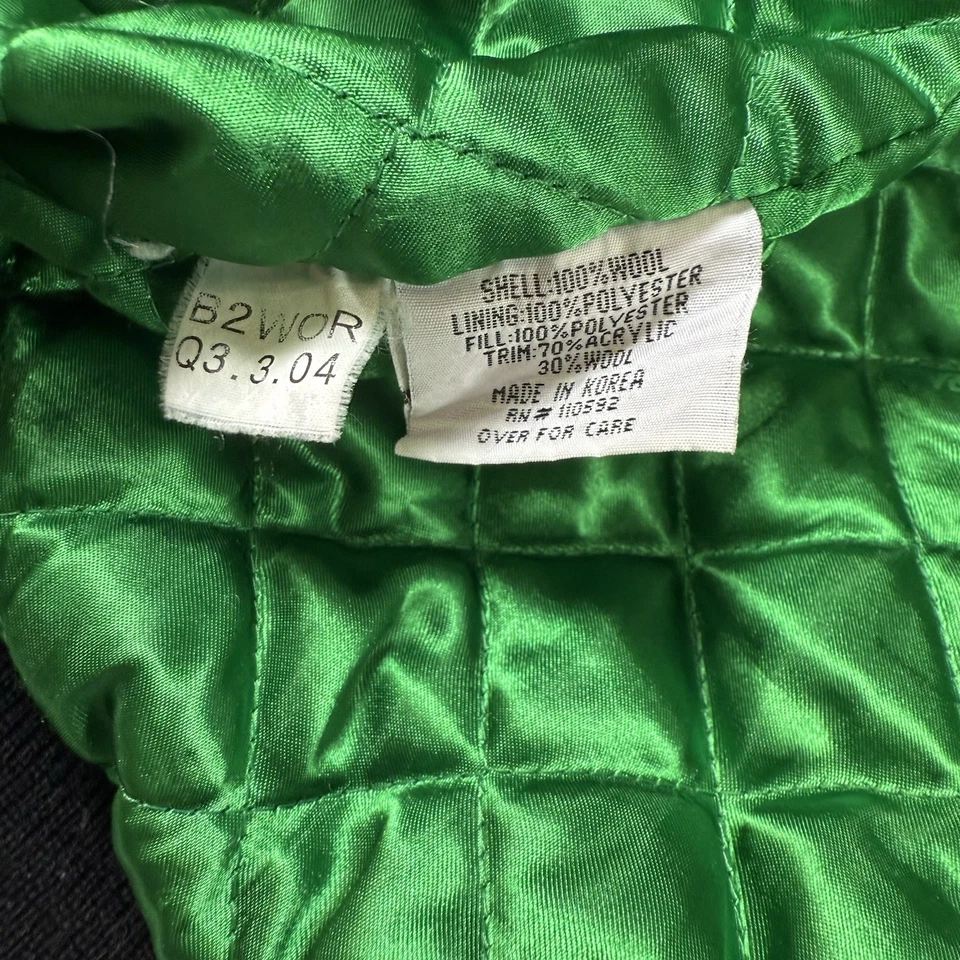 B2WOR
Q3.3.04
SHELL:100%WOOL
LINING:100%POLYESTER
FILL:100%POLYESTER
TRIM:70%ACRYLIC
30%WOOL
MADE IN KOREA
RN# 110592
OVER FOR CARE